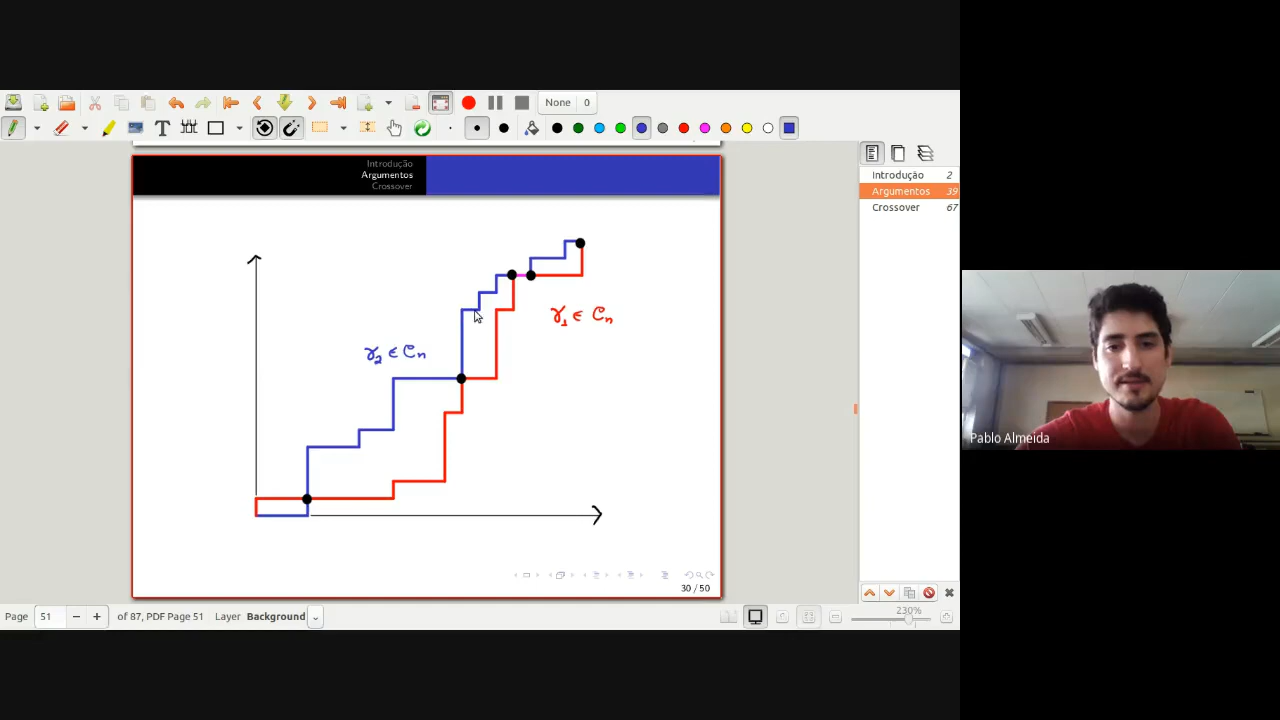 None 0
Introdução
Argumentos
Crossover
Introdução 2
Argumentos 39
Crossover 67
γ₂ ∈ Cₙ
γ₁ ∈ Cₙ
Pablo Almeida
30 / 50
Page 51 of 87, PDF Page 51 Layer Background
230%